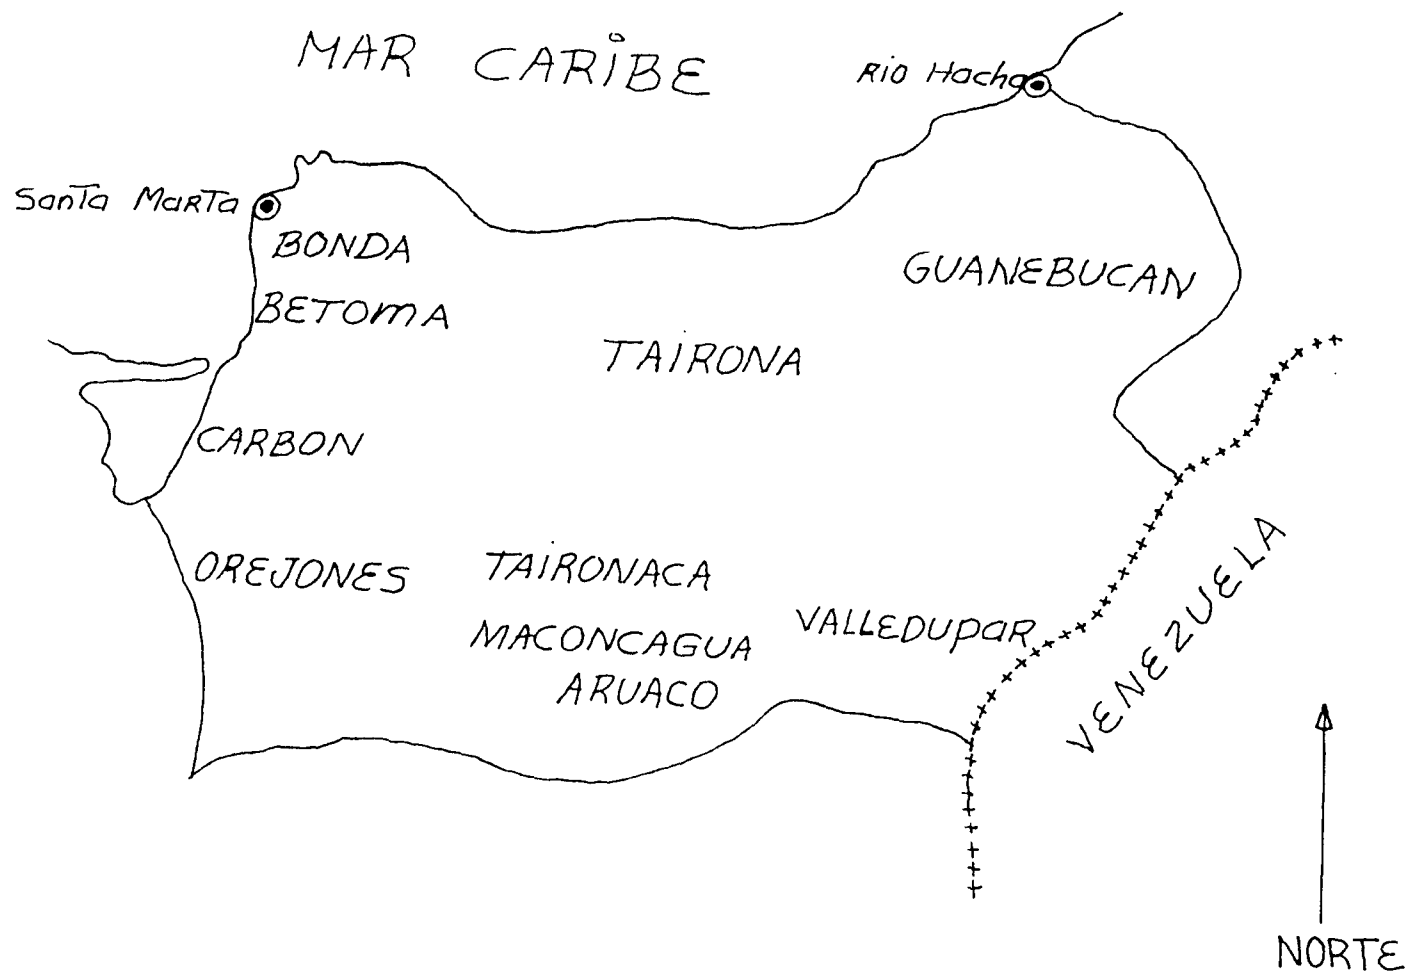 MAR CARIBE
Rio Hacha
Santa Marta
BONDA
GUANEBUCAN
BETOMA
TAIRONA
CARBON
OREJONES
TAIRONACA
VALLEDUPAR
MACONCAGUA
ARUACO
VENEZUELA
NORTE